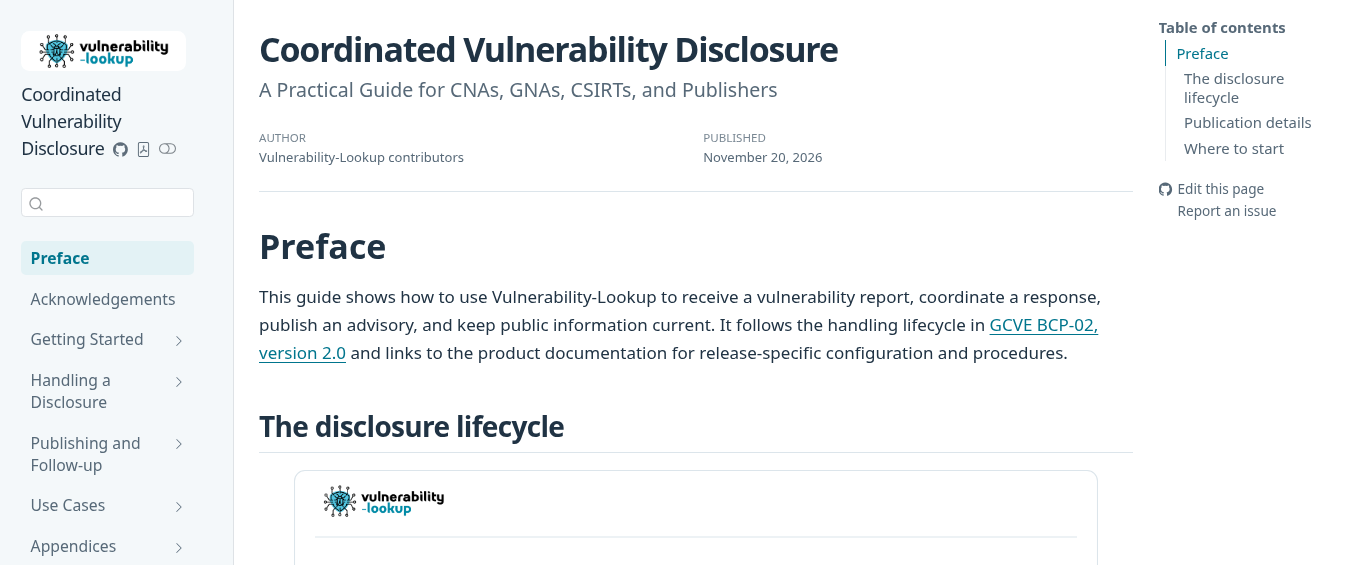 vulnerability
-lookup
Coordinated
Vulnerability
Disclosure
Preface
Acknowledgements
Getting Started
Handling a
Disclosure
Publishing and
Follow-up
Use Cases
Appendices
Coordinated Vulnerability Disclosure
A Practical Guide for CNAs, GNAs, CSIRTs, and Publishers
AUTHOR
Vulnerability-Lookup contributors
PUBLISHED
November 20, 2026
Preface
This guide shows how to use Vulnerability-Lookup to receive a vulnerability report, coordinate a response,
publish an advisory, and keep public information current. It follows the handling lifecycle in GCVE BCP-02,
version 2.0 and links to the product documentation for release-specific configuration and procedures.
The disclosure lifecycle
vulnerability
-lookup
Table of contents
Preface
The disclosure
lifecycle
Publication details
Where to start
Edit this page
Report an issue